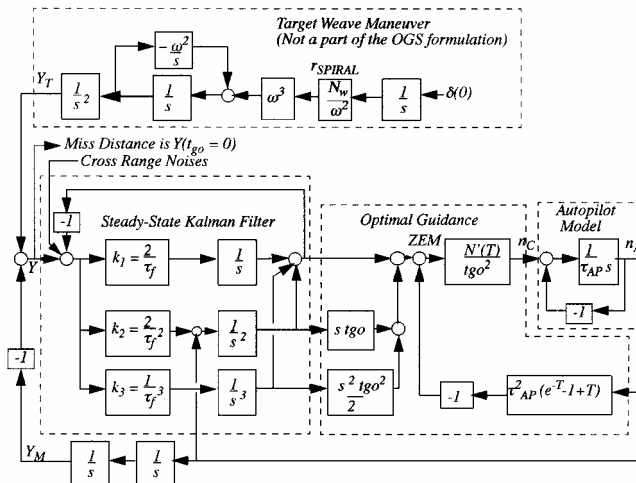 Target Weave Maneuver
(Not a part of the OGS formulation)
- ω²
s
Y_T
r_SPIRAL
1
s²
1
s
ω³
N_w
ω²
1
s
δ(0)
Miss Distance is Y(t_go = 0)
Cross Range Noises
-1
Steady-State Kalman Filter
Optimal Guidance
Autopilot
Model
ZEM
Y
k₁ = 2
τ_f
1
s
N'(T)
tgo²
n_C
1
τ_AP s
-1
-1
k₂ = 2
τ_f²
1
s²
s tgo
k₃ = 1
τ_f³
1
s³
s² tgo²
2
-1
τ²_AP (e^-T-1+T)
Y_M
1
s
1
s